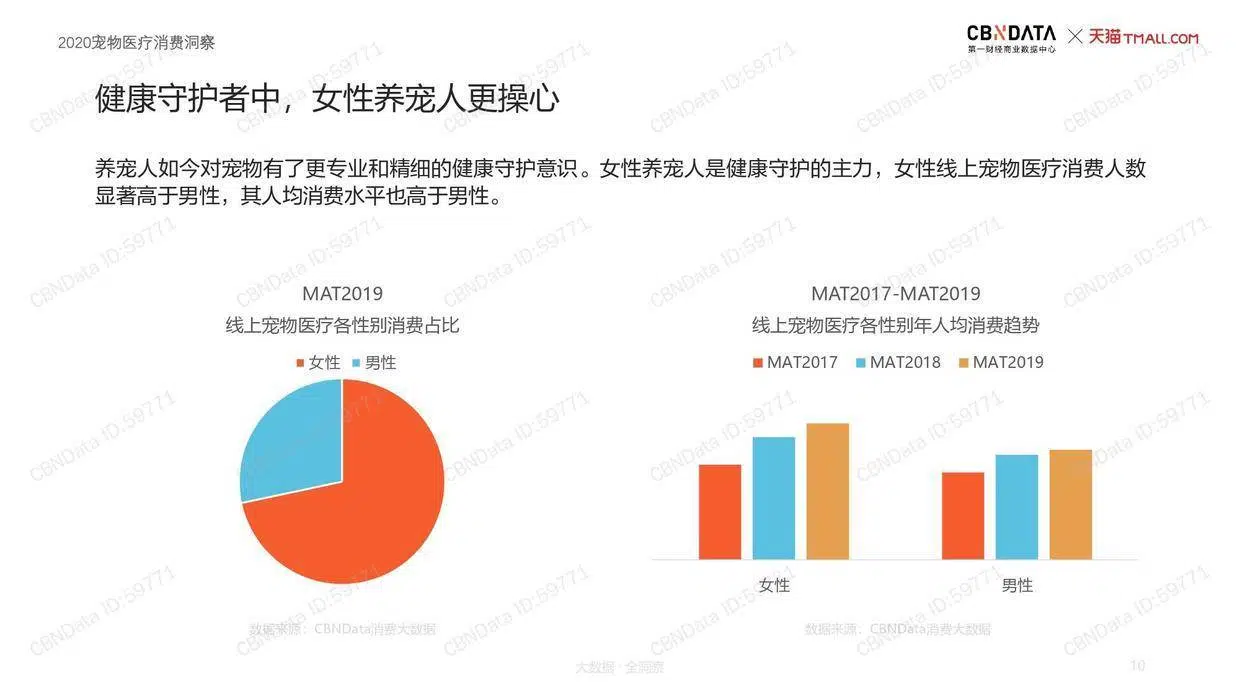 2020宠物医疗消费洞察
CBNDATA
第一财经商业数据中心
天猫TMALL.COM
健康守护者中，女性养宠人更操心
养宠人如今对宠物有了更专业和精细的健康守护意识。女性养宠人是健康守护的主力，女性线上宠物医疗消费人数
显著高于男性，其人均消费水平也高于男性。
MAT2019
线上宠物医疗各性别消费占比
女性 男性
MAT2017-MAT2019
线上宠物医疗各性别年人均消费趋势
MAT2017 MAT2018 MAT2019
女性 男性
数据来源：CBNData消费大数据
数据来源：CBNData消费大数据
大数据·全洞察
10
CBNData ID:59771